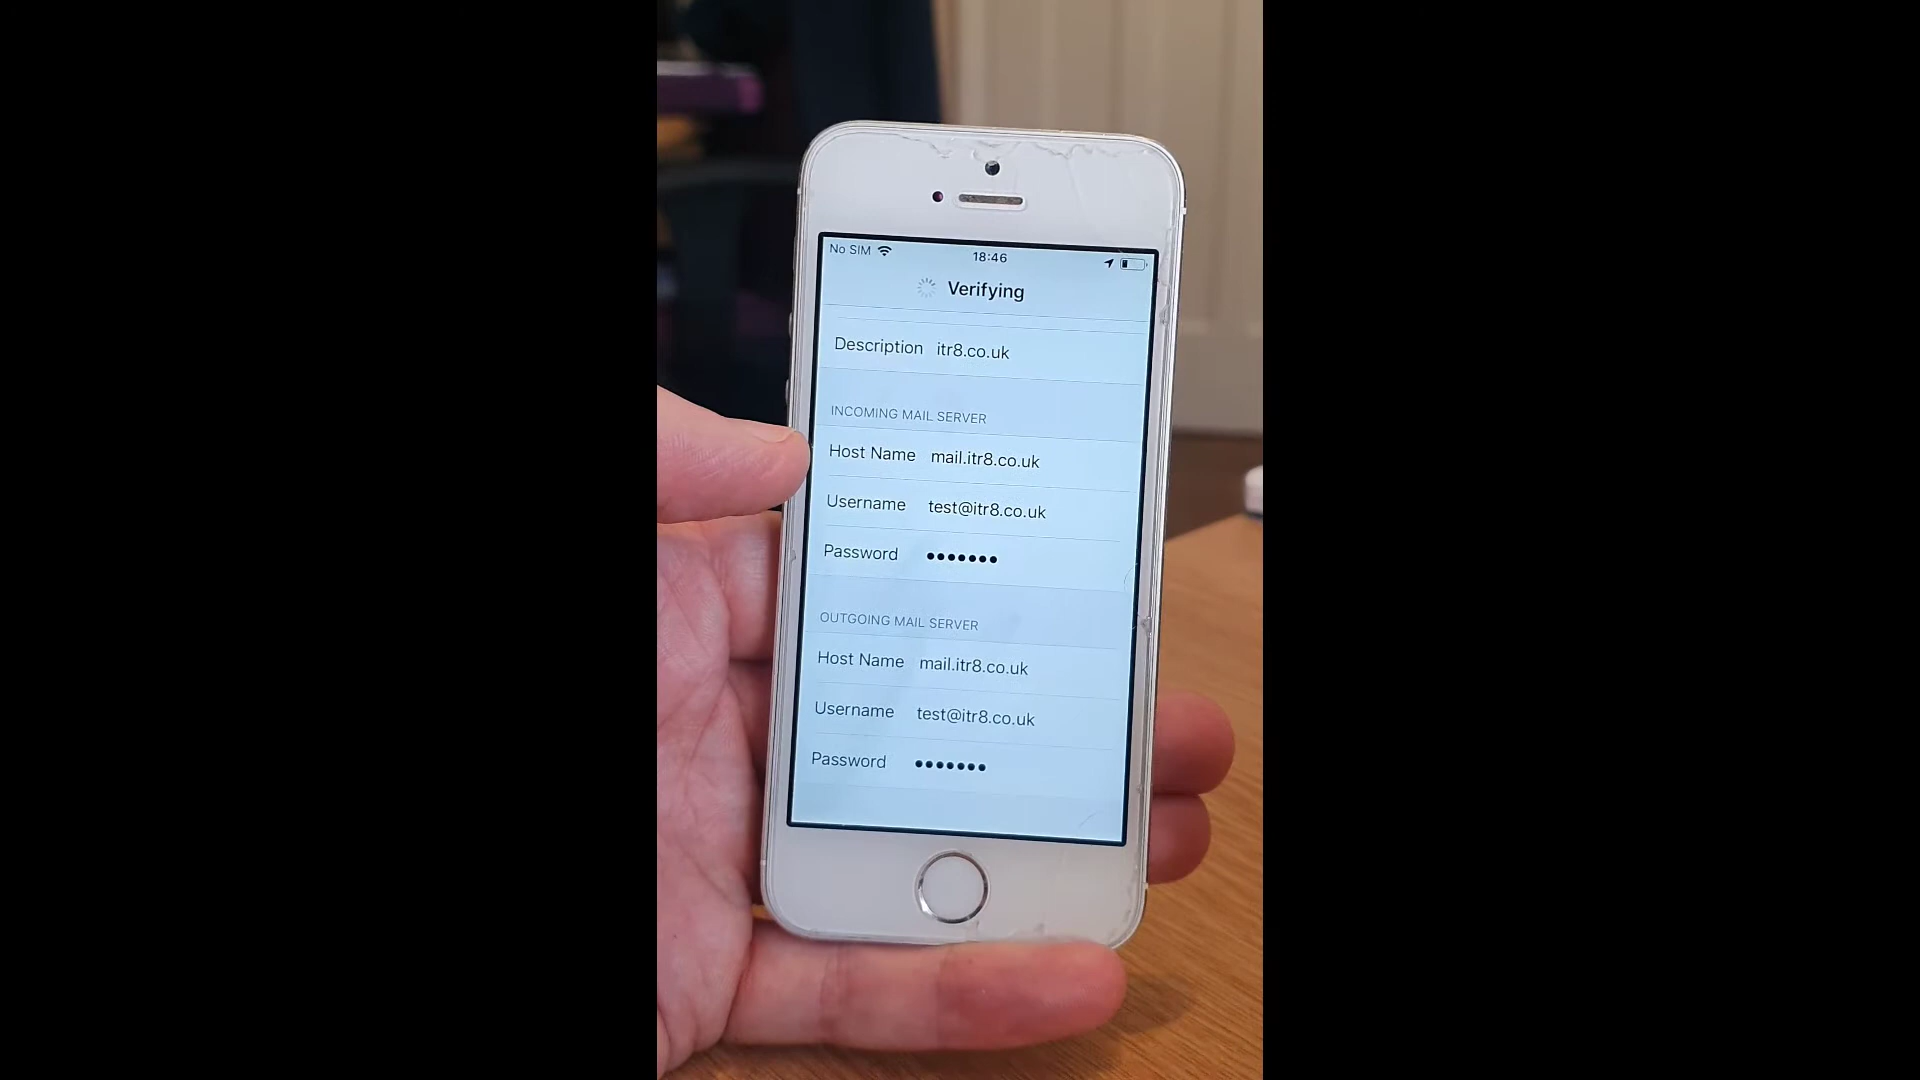 No SIM
18:46
Verifying
Description itr8.co.uk
INCOMING MAIL SERVER
Host Name mail.itr8.co.uk
Username test@itr8.co.uk
Password •••••••
OUTGOING MAIL SERVER
Host Name mail.itr8.co.uk
Username test@itr8.co.uk
Password •••••••